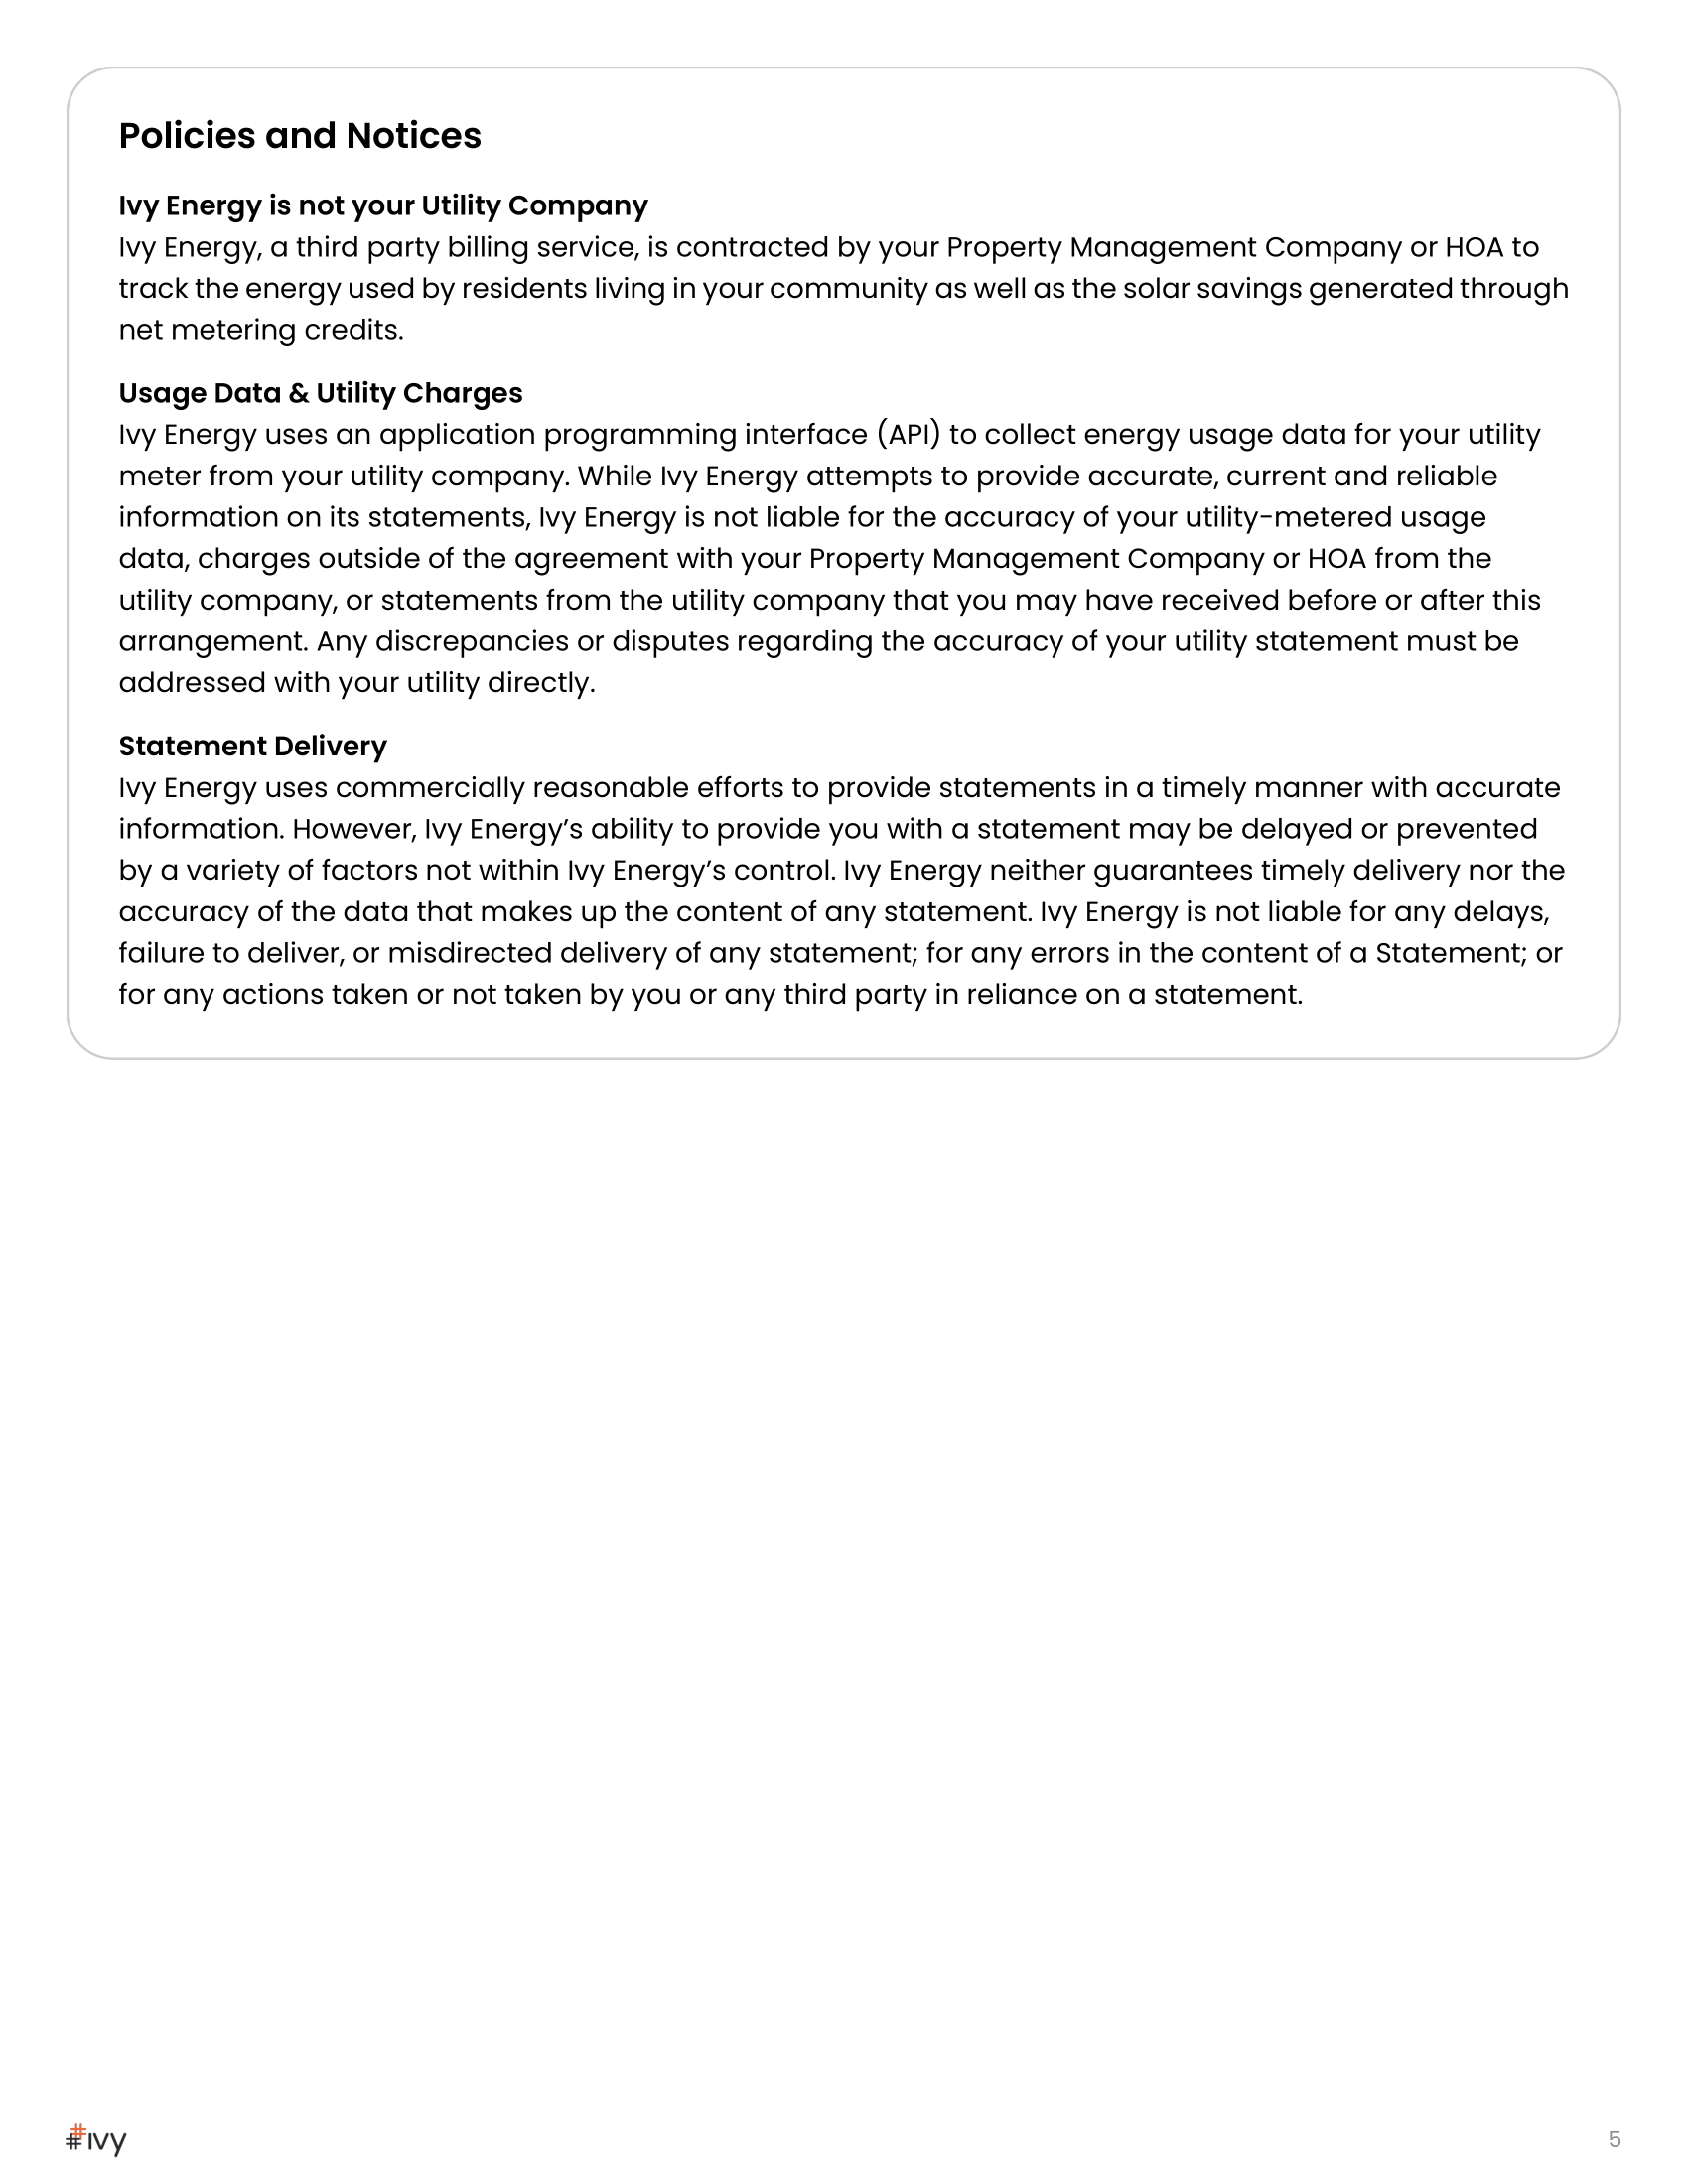 Policies and Notices
Ivy Energy is not your Utility Company
Ivy Energy, a third party billing service, is contracted by your Property Management Company or HOA to
track the energy used by residents living in your community as well as the solar savings generated through
net metering credits.
Usage Data & Utility Charges
Ivy Energy uses an application programming interface (API) to collect energy usage data for your utility
meter from your utility company. While Ivy Energy attempts to provide accurate, current and reliable
information on its statements, Ivy Energy is not liable for the accuracy of your utility-metered usage
data, charges outside of the agreement with your Property Management Company or HOA from the
utility company, or statements from the utility company that you may have received before or after this
arrangement. Any discrepancies or disputes regarding the accuracy of your utility statement must be
addressed with your utility directly.
Statement Delivery
Ivy Energy uses commercially reasonable efforts to provide statements in a timely manner with accurate
information. However, Ivy Energy’s ability to provide you with a statement may be delayed or prevented
by a variety of factors not within Ivy Energy’s control. Ivy Energy neither guarantees timely delivery nor the
accuracy of the data that makes up the content of any statement. Ivy Energy is not liable for any delays,
failure to deliver, or misdirected delivery of any statement; for any errors in the content of a Statement; or
for any actions taken or not taken by you or any third party in reliance on a statement.
ivy
5